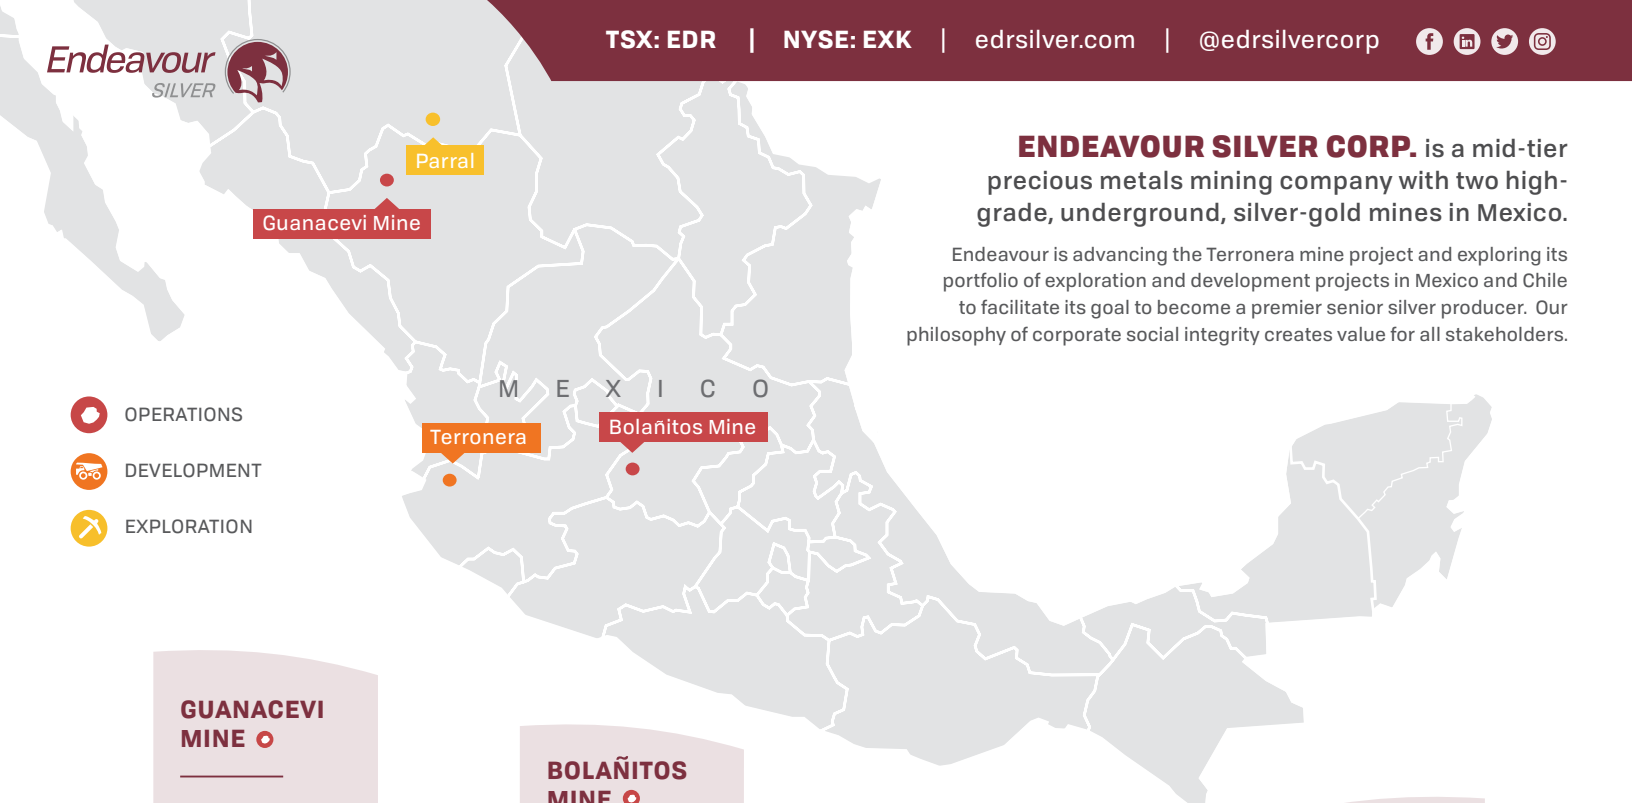 Endeavour
SILVER
TSX: EDR | NYSE: EXK | edrsilver.com | @edrsilvercorp
Parral
Guanacevi Mine
ENDEAVOUR SILVER CORP. is a mid-tier
precious metals mining company with two high-
grade, underground, silver-gold mines in Mexico.
Endeavour is advancing the Terronera mine project and exploring its
portfolio of exploration and development projects in Mexico and Chile
to facilitate its goal to become a premier senior silver producer. Our
philosophy of corporate social integrity creates value for all stakeholders.
MEXICO
Terronera
Bolañitos Mine
OPERATIONS
DEVELOPMENT
EXPLORATION
GUANACEVI
MINE
BOLAÑITOS
MINE